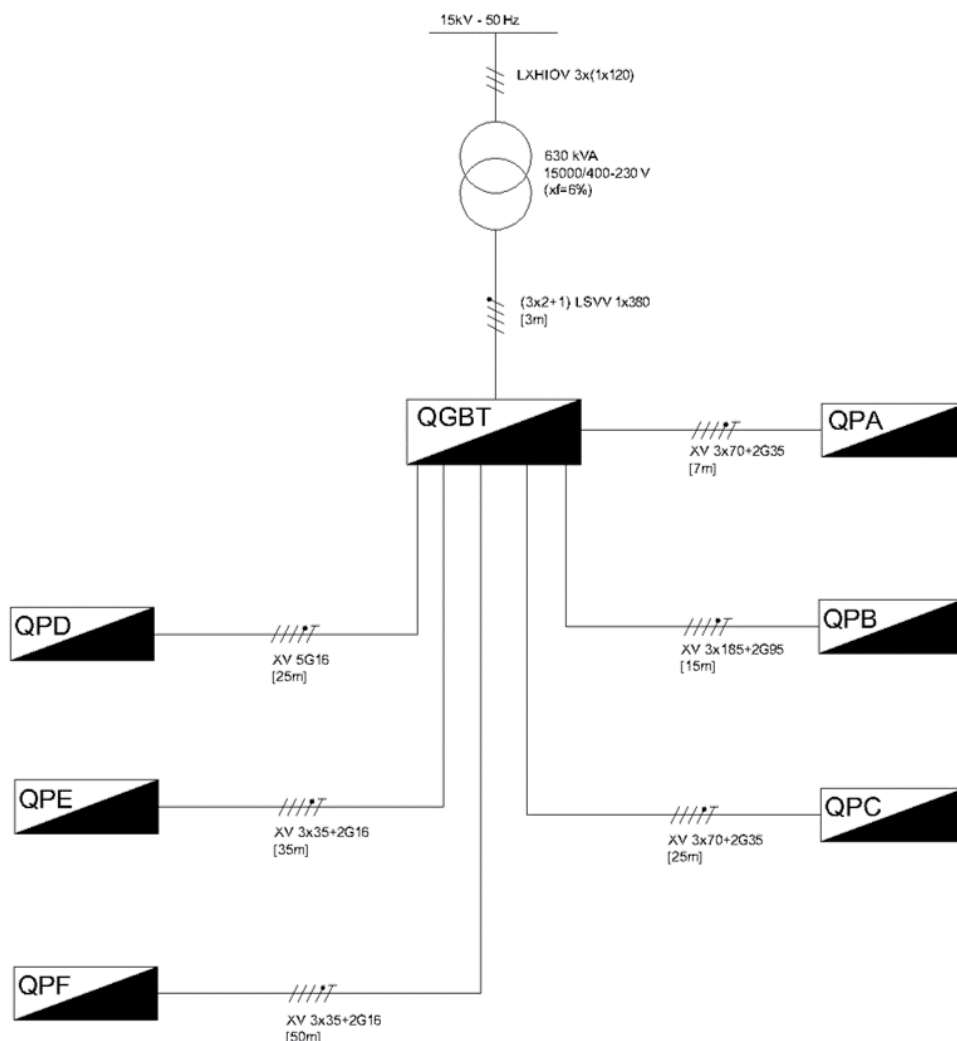 15kV - 50 Hz
LXHIOV 3x(1x120)
630 kVA
15000/400-230 V
(xf=6%)
(3x2+1) LSVV 1x380
[3m]
QGBT
QPA
XV 3x70+2G35
[7m]
QPD
XV 5G16
[25m]
QPB
XV 3x185+2G95
[15m]
QPE
XV 3x35+2G16
[35m]
QPC
XV 3x70+2G35
[25m]
QPF
XV 3x35+2G16
[50m]